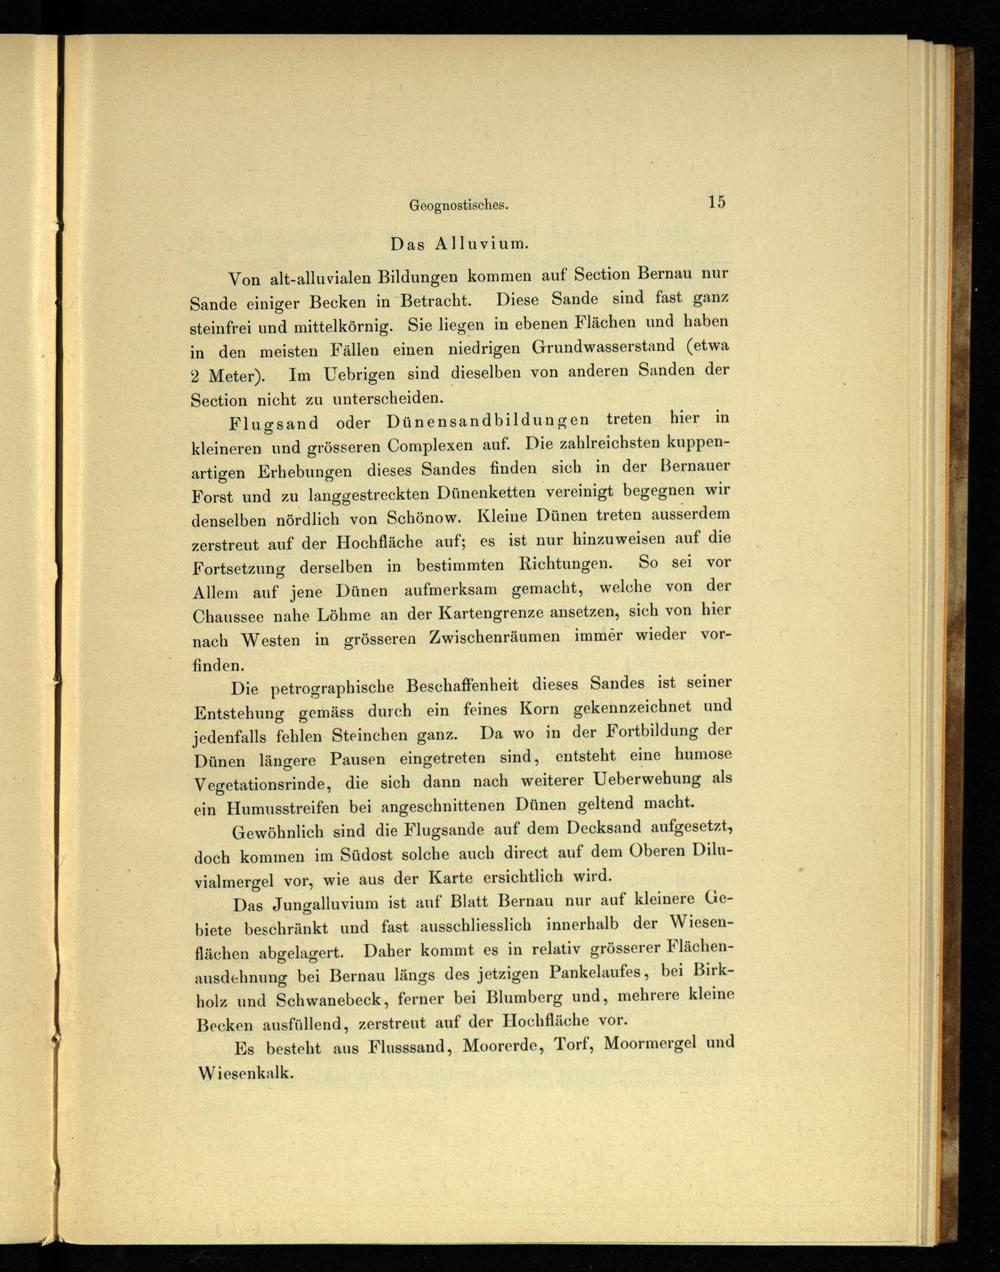 Geognostisches. 15
Das Alluvium.
Von alt-alluvialen Bildungen kommen auf Section Bernau nur
Sande einiger Becken in Betracht. Diese Sande sind fast ganz
steinfrei und mittelkörnig. Sie liegen in ebenen Flächen und haben
in den meisten Fällen einen niedrigen Grundwasserstand (etwa
2 Meter). Im Uebrigen sind dieselben von anderen Sanden der
Section nicht zu unterscheiden.
Flugsand oder Dünensandbildungen treten hier in
kleineren und grösseren Complexen auf. Die zahlreichsten kuppen-
artigen Erhebungen dieses Sandes finden sich in der Bernauer
Forst und zu langgestreckten Dünenketten vereinigt begegnen wir
denselben nördlich von Schönow. Kleine Dünen treten ausserdem
zerstreut auf der Hochfläche auf; es ist nur hinzuweisen auf die
Fortsetzung derselben in bestimmten Richtungen. So sei vor
Allem auf jene Dünen aufmerksam gemacht, welche von der
Chaussee nahe Löhme an der Kartengrenze ansetzen, sich von hier
nach Westen in grösseren Zwischenräumen immer wieder vor-
finden.
Die petrographische Beschaffenheit dieses Sandes ist seiner
Entstehung gemäss durch ein feines Korn gekennzeichnet und
jedenfalls fehlen Steinchen ganz. Da wo in der Fortbildung der
Dünen längere Pausen eingetreten sind, entsteht eine humose
Vegetationsrinde, die sich dann nach weiterer Ueberwehung als
ein Humusstreifen bei angeschnittenen Dünen geltend macht.
Gewöhnlich sind die Flugsande auf dem Decksand aufgesetzt,
doch kommen im Südost solche auch direct auf dem Oberen Dilu-
vialmergel vor, wie aus der Karte ersichtlich wird.
Das Jungalluvium ist auf Blatt Bernau nur auf kleinere Ge-
biete beschränkt und fast ausschliesslich innerhalb der Wiesen-
flächen abgelagert. Daher kommt es in relativ grösserer Flächen-
ausdehnung bei Bernau längs des jetzigen Pankelaufes, bei Birk-
holz und Schwanebeck, ferner bei Blumberg und, mehrere kleine
Becken ausfüllend, zerstreut auf der Hochfläche vor.
Es besteht aus Flusssand, Moorerde, Torf, Moormergel und
Wiesenkalk.